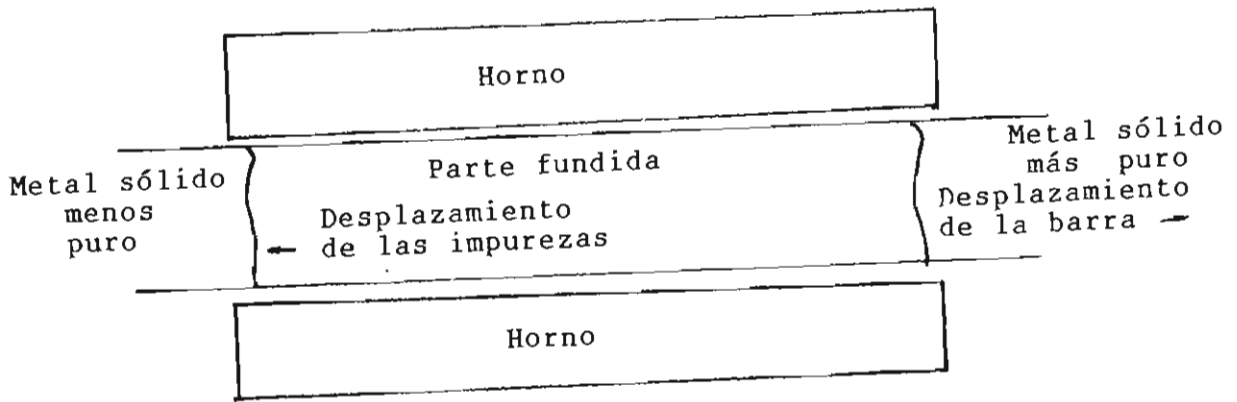 Horno
Metal sólido
menos
puro
Parte fundida
Desplazamiento
← de las impurezas
Metal sólido
más puro
Desplazamiento
de la barra →
Horno